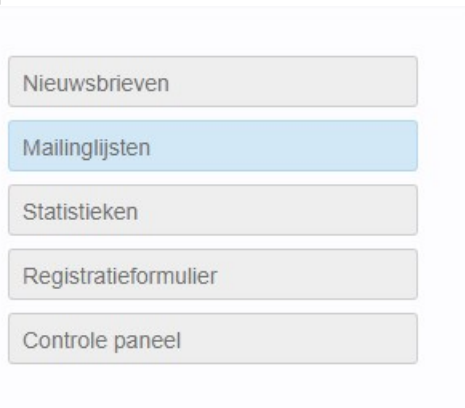 Nieuwsbrieven
Mailinglijsten
Statistieken
Registratieformulier
Controle paneel